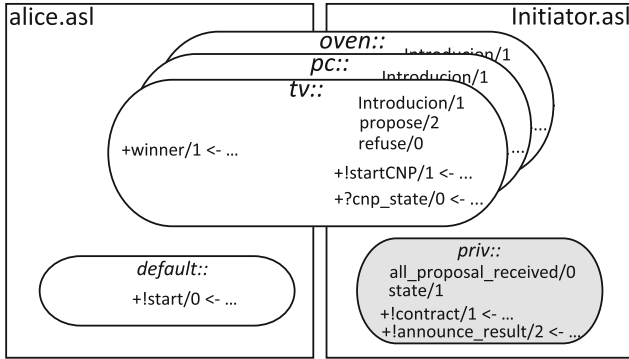 alice.asl
Initiator.asl
oven::
Introducion/1
pc::
Introducion/1
tv::
Introducion/1
propose/2
refuse/0
...
...
+winner/1 <- ...
+!startCNP/1 <- ...
+?cnp_state/0 <- ...
default::
+!start/0 <- ...
priv::
all_proposal_received/0
state/1
+!contract/1 <- ...
+!announce_result/2 <- ...